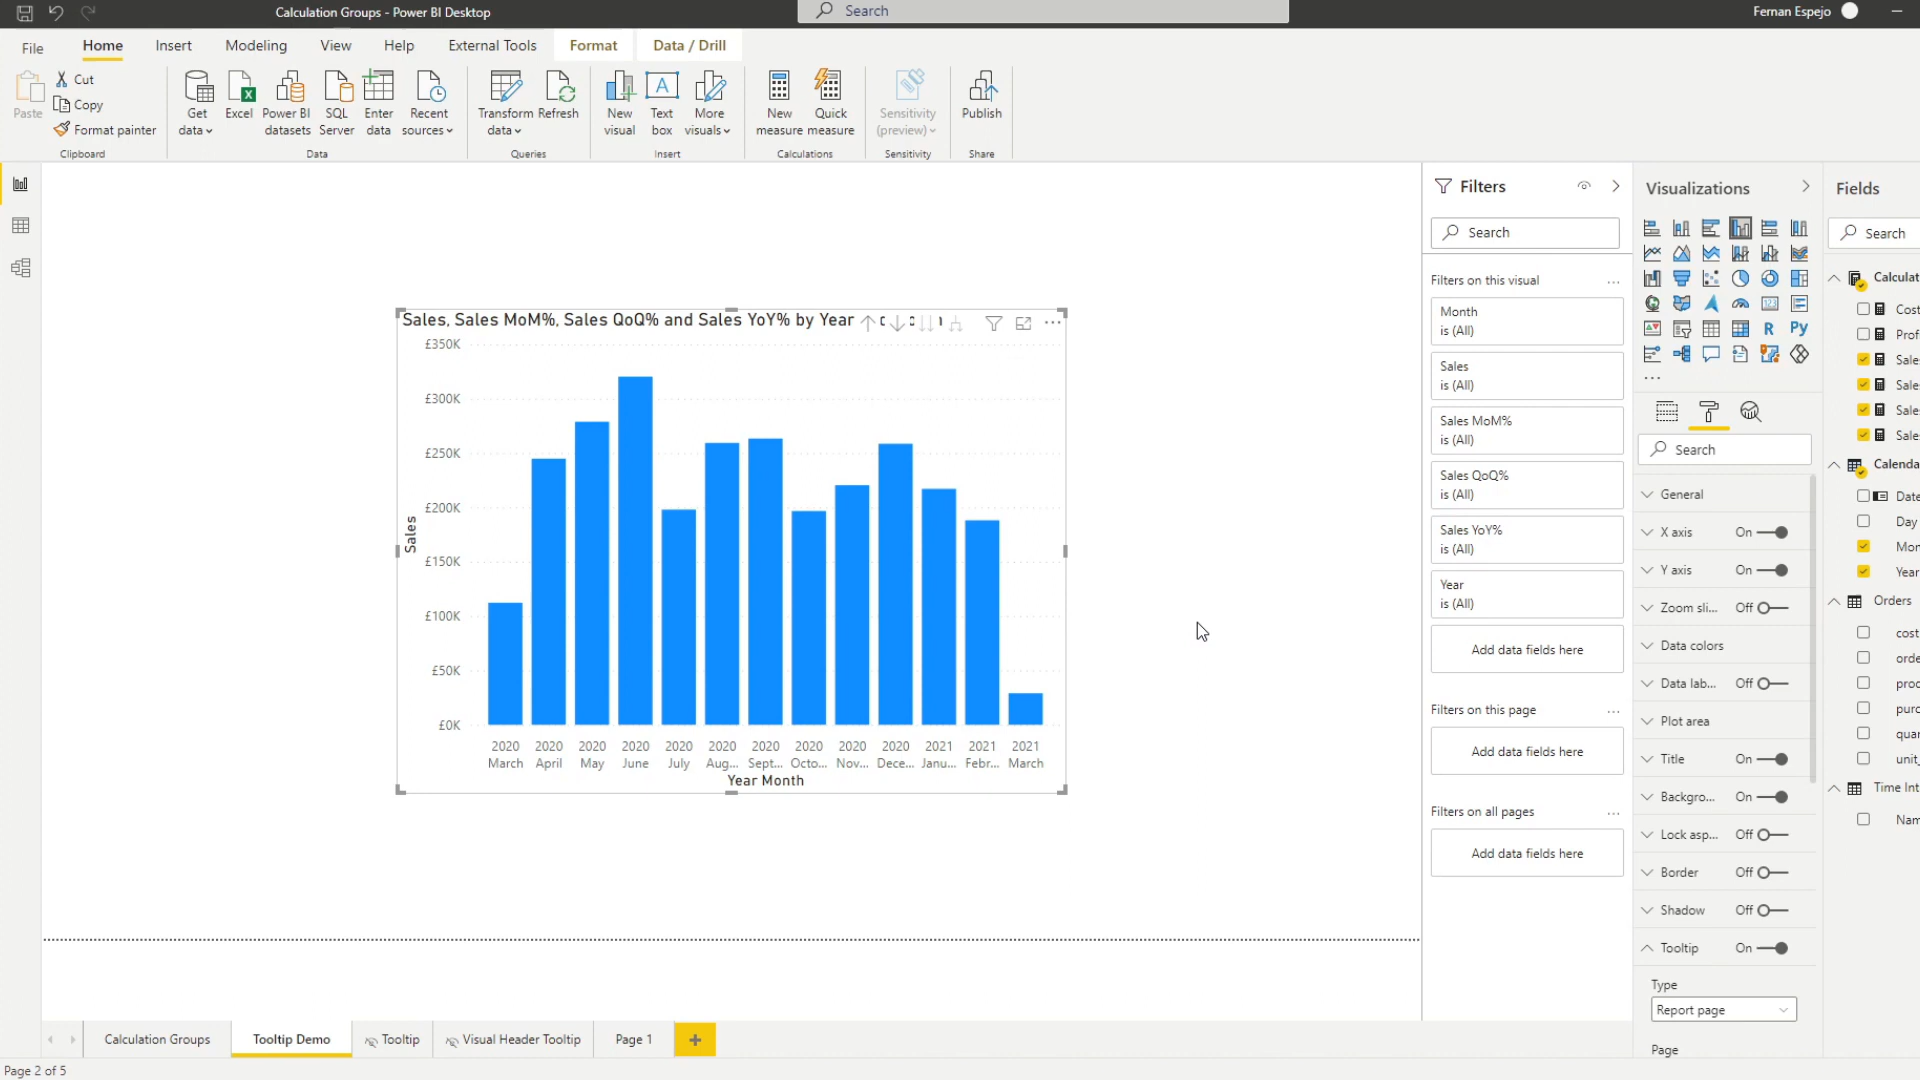 Calculation Groups - Power BI Desktop
Search
Fernan Espejo
File
Home
Insert
Modeling
View
Help
External Tools
Format
Data / Drill
Paste
Cut
Copy
Format painter
Clipboard
Get data
Excel
Power BI datasets
SQL Server
Enter data
Recent sources
Data
Transform data
Refresh
Queries
New visual
Text box
More visuals
Insert
New measure
Quick measure
Calculations
Sensitivity (preview)
Sensitivity
Publish
Share
Sales, Sales MoM%, Sales QoQ% and Sales YoY% by Year
£350K
£300K
£250K
£200K
£150K
£100K
£50K
£0K
Sales
2020 March
2020 April
2020 May
2020 June
2020 July
2020 Aug...
2020 Sept...
2020 Octo...
2020 Nov...
2020 Dece...
2021 Janu...
2021 Febr...
2021 March
Year Month
Filters
Search
Filters on this visual
...
Month
is (All)
Sales
is (All)
Sales MoM%
is (All)
Sales QoQ%
is (All)
Sales YoY%
is (All)
Year
is (All)
Add data fields here
Filters on this page
...
Add data fields here
Filters on all pages
...
Add data fields here
Visualizations
R
Py
...
Search
General
X axis On
Y axis On
Zoom sli... Off
Data colors
Data lab... Off
Plot area
Title On
Backgro... On
Lock asp... Off
Border Off
Shadow Off
Tooltip On
Type
Report page
Page
Fields
Search
Calculat
Cost
Prof
Sales
Sales
Sales
Sales
Calenda
Date
Day
Mon
Year
Orders
cost
orde
prod
purc
quar
unit_
Time Int
Nam
Calculation Groups
Tooltip Demo
Tooltip
Visual Header Tooltip
Page 1
+
Page 2 of 5